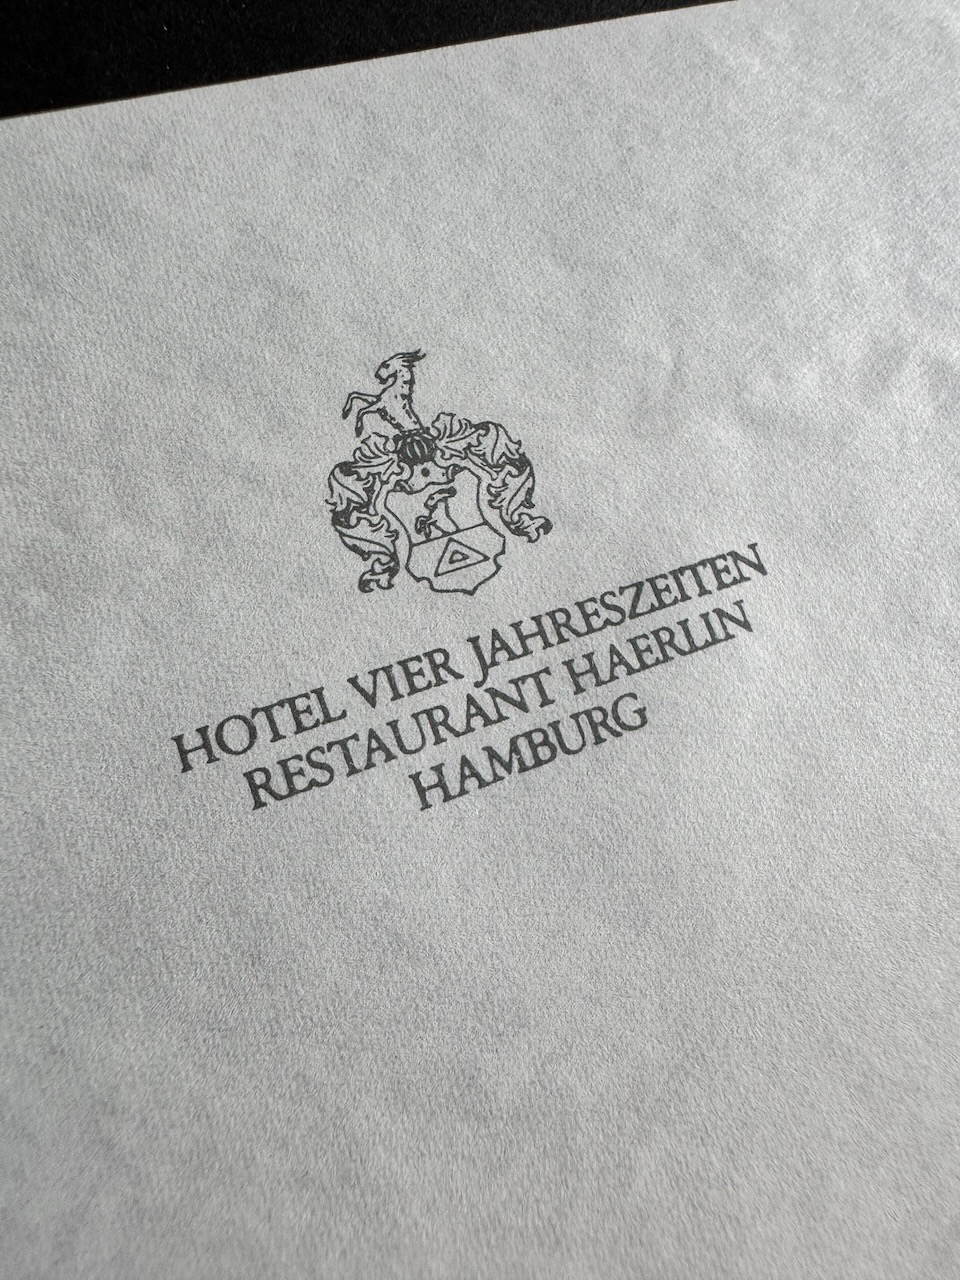 HOTEL VIER JAHRESZEITEN
RESTAURANT HAERLIN
HAMBURG